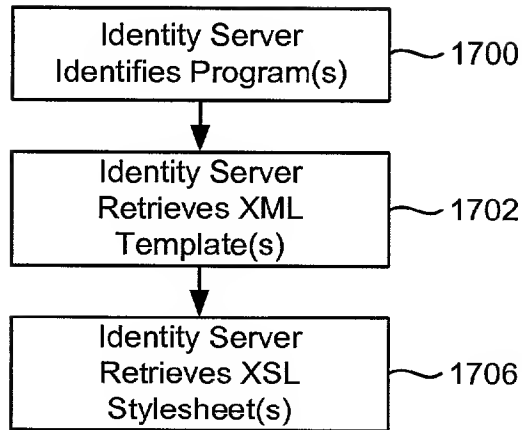 Identity Server
Identifies Program(s)
1700
Identity Server
Retrieves XML
Template(s)
1702
Identity Server
Retrieves XSL
Stylesheet(s)
1706